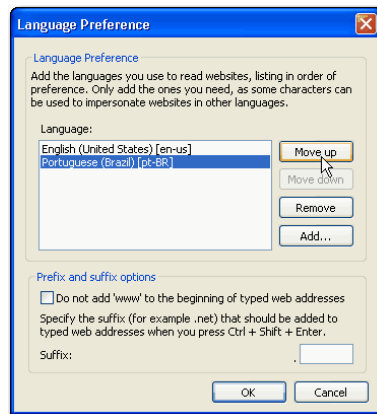 Language Preference
Language Preference
Add the languages you use to read websites, listing in order of
preference. Only add the ones you need, as some characters can
be used to impersonate websites in other languages.
Language:
English (United States) [en-us]
Portuguese (Brazil) [pt-BR]
Move up
Move down
Remove
Add...
Prefix and suffix options
Do not add 'www' to the beginning of typed web addresses
Specify the suffix (for example .net) that should be added to
typed web addresses when you press Ctrl + Shift + Enter.
Suffix: .
OK Cancel